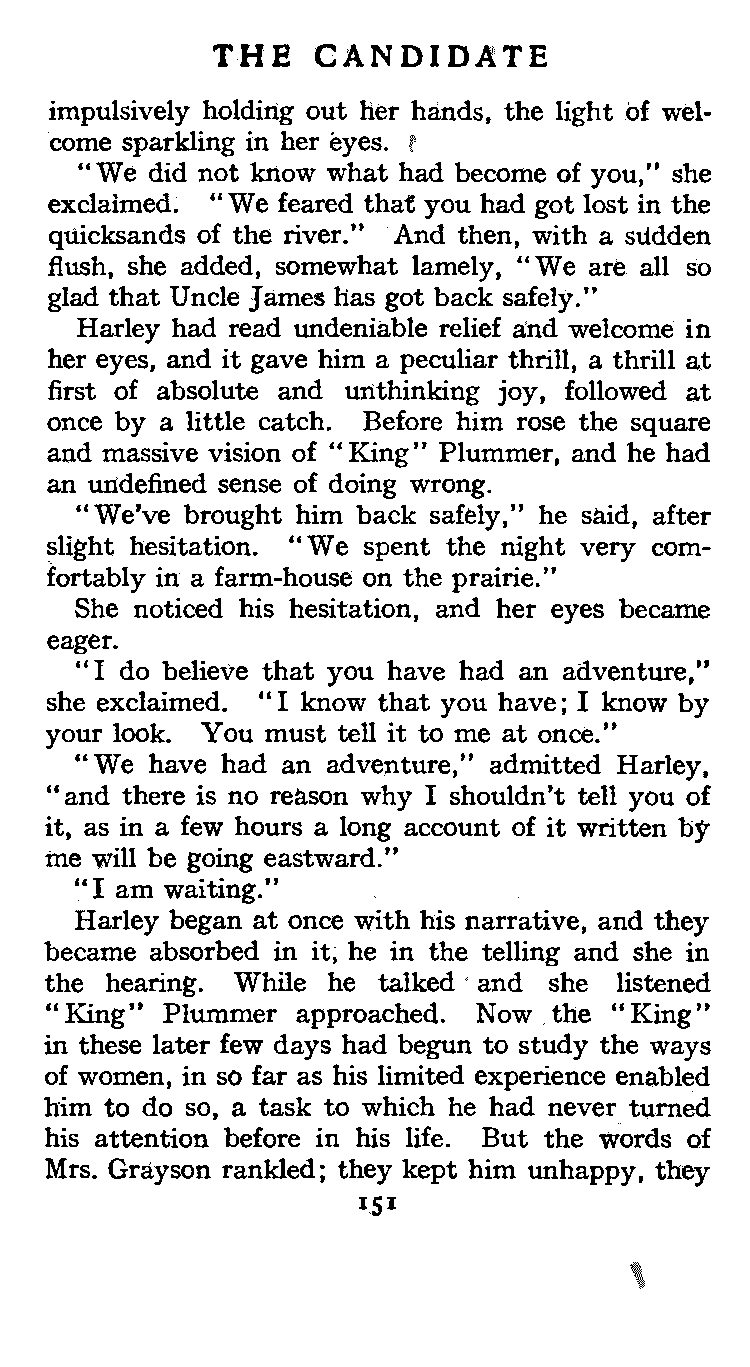 THE CANDIDATE
impulsively holding out her hands, the light of wel-
come sparkling in her eyes.
"We did not know what had become of you," she
exclaimed. "We feared that you had got lost in the
quicksands of the river." And then, with a sudden
flush, she added, somewhat lamely, "We are all so
glad that Uncle James has got back safely."
Harley had read undeniable relief and welcome in
her eyes, and it gave him a peculiar thrill, a thrill at
first of absolute and unthinking joy, followed at
once by a little catch. Before him rose the square
and massive vision of "King" Plummer, and he had
an undefined sense of doing wrong.
"We've brought him back safely," he said, after
slight hesitation. "We spent the night very com-
fortably in a farm-house on the prairie."
She noticed his hesitation, and her eyes became
eager.
"I do believe that you have had an adventure,"
she exclaimed. "I know that you have; I know by
your look. You must tell it to me at once."
"We have had an adventure," admitted Harley,
"and there is no reason why I shouldn't tell you of
it, as in a few hours a long account of it written by
me will be going eastward."
"I am waiting."
Harley began at once with his narrative, and they
became absorbed in it, he in the telling and she in
the hearing. While he talked and she listened
"King" Plummer approached. Now the "King"
in these later few days had begun to study the ways
of women, in so far as his limited experience enabled
him to do so, a task to which he had never turned
his attention before in his life. But the words of
Mrs. Grayson rankled; they kept him unhappy, they
151